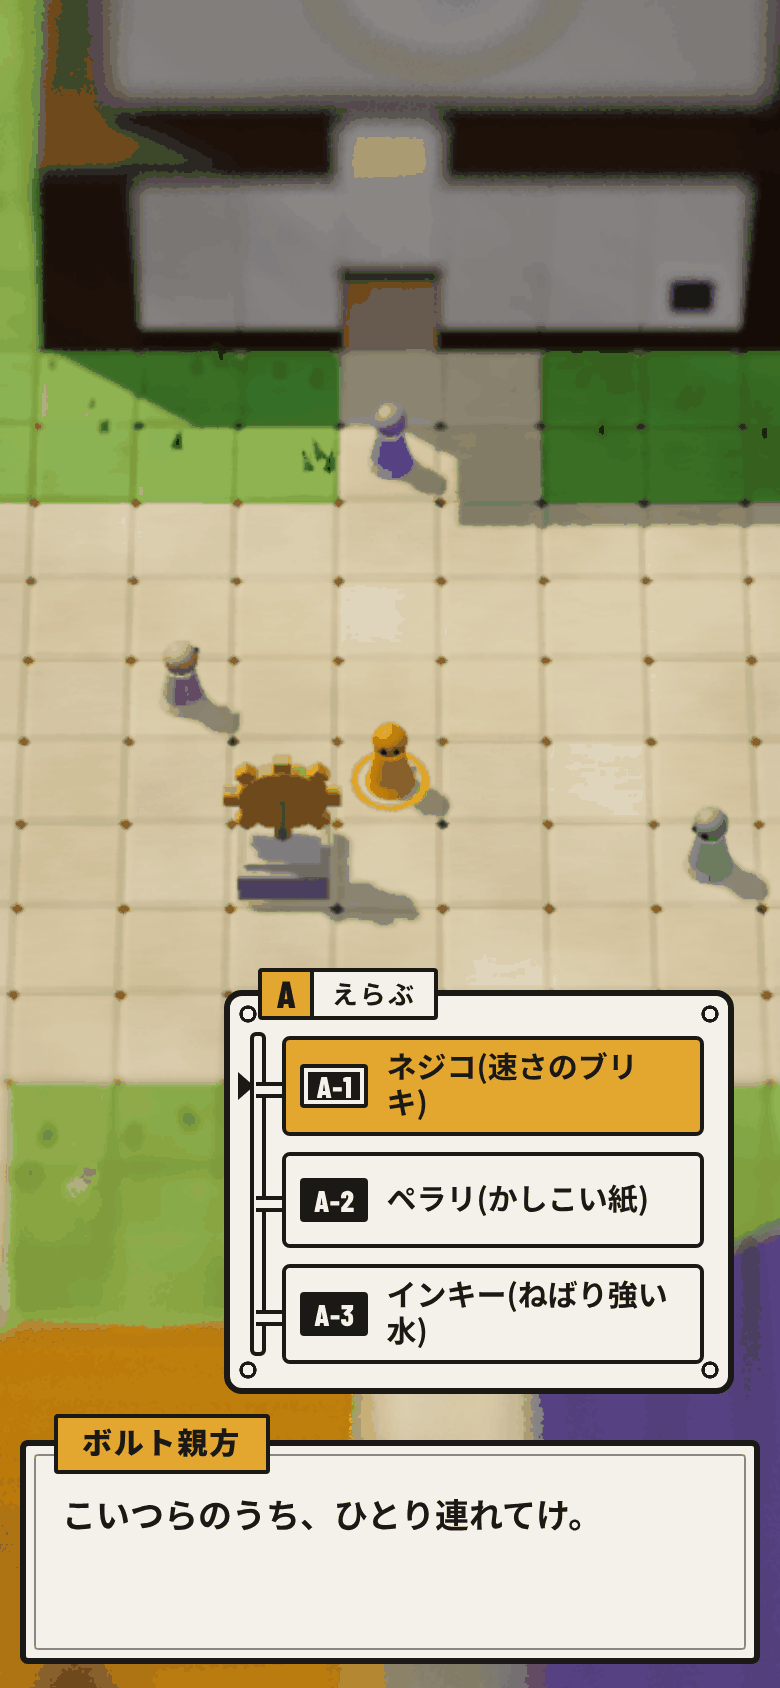 A えらぶ
A-1 ネジコ(速さのブリ
キ)
A-2 ペラリ(かしこい紙)
A-3 インキー(ねばり強い
水)
ボルト親方
こいつらのうち、ひとり連れてけ。